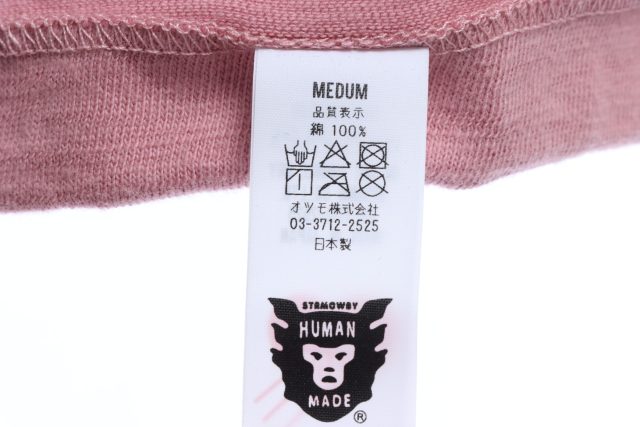 MEDUM
品質表示
綿 100%
オツモ株式会社
03-3712-2525
日本製
STRMCWBY
HUMAN
MADE
®